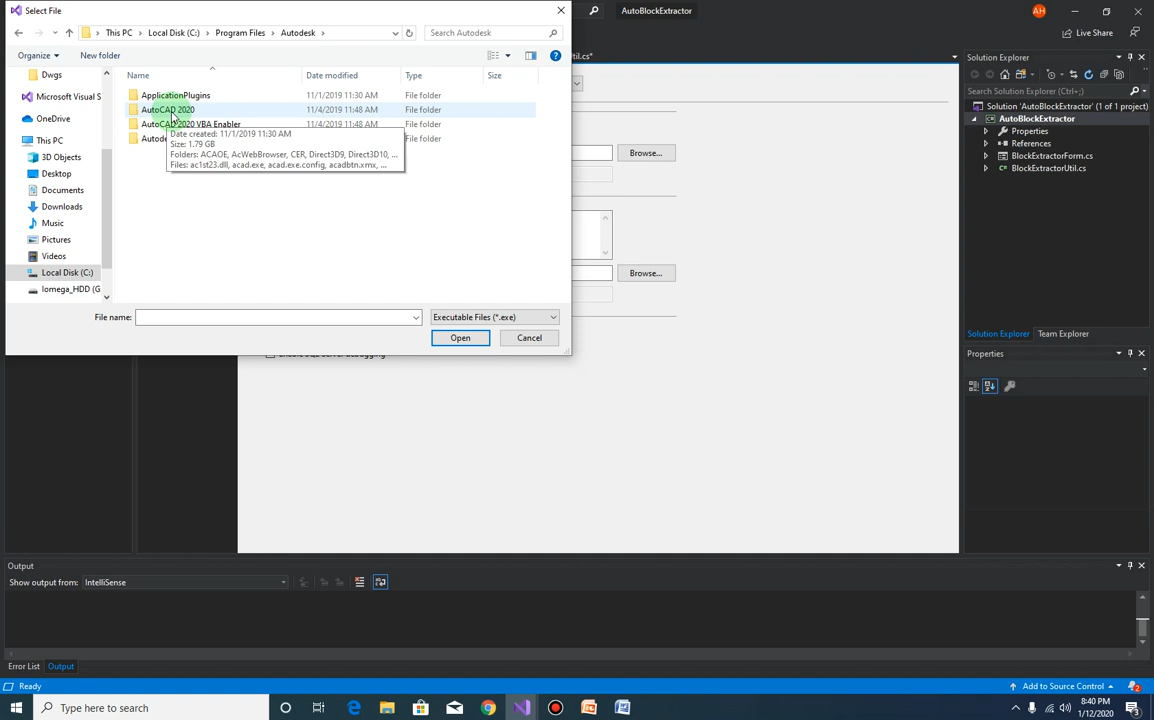 Select File
AutoBlockExtractor
AH
Live Share
This PC > Local Disk (C:) > Program Files > Autodesk >
Search Autodesk
Organize
New folder
Util.cs*
Solution Explorer
Search Solution Explorer (Ctrl+;)
Solution 'AutoBlockExtractor' (1 of 1 project)
AutoBlockExtractor
Properties
References
BlockExtractorForm.cs
BlockExtractorUtil.cs
Dwgs
Microsoft Visual S
OneDrive
This PC
3D Objects
Desktop
Documents
Downloads
Music
Pictures
Videos
Local Disk (C:)
Iomega_HDD (G
Name
Date modified
Type
Size
ApplicationPlugins
11/1/2019 11:30 AM
File folder
AutoCAD 2020
11/4/2019 11:48 AM
File folder
AutoCAD 2020 VBA Enabler
11/4/2019 11:48 AM
File folder
File folder
Date created: 11/1/2019 11:30 AM
Size: 1.79 GB
Folders: ACAOE, AcWebBrowser, CER, Direct3D9, Direct3D10, ...
Files: ac1st23.dll, acad.exe, acad.exe.config, acadbtn.xmx, ...
File name:
Executable Files (*.exe)
Open
Cancel
Browse...
Browse...
Solution Explorer
Team Explorer
Properties
Output
Show output from:
IntelliSense
Error List
Output
Ready
Add to Source Control
2
Type here to search
8:40 PM
1/12/2020
3